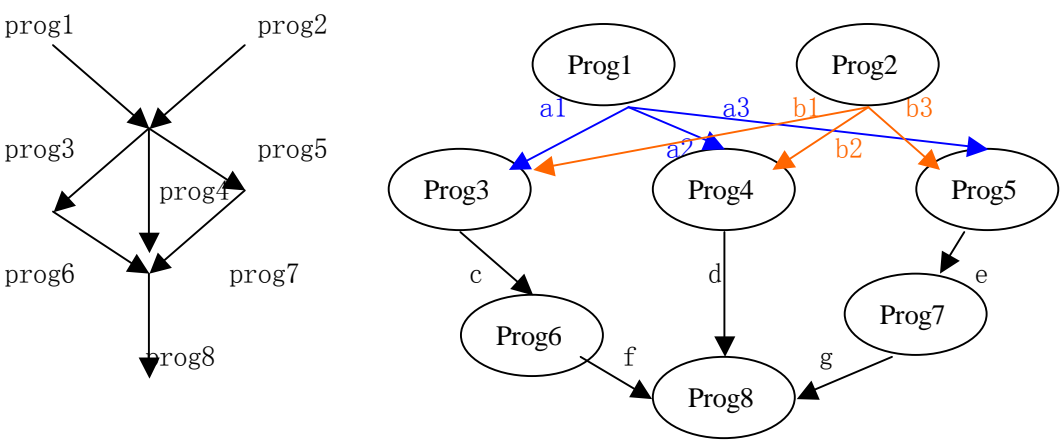 prog1 prog2
prog3 prog5
prog4
prog6 prog7
prog8
Prog1 Prog2
a1 a3 b1 b3
a2 b2
Prog3 Prog4 Prog5
c d e
Prog6 Prog7
f g
Prog8